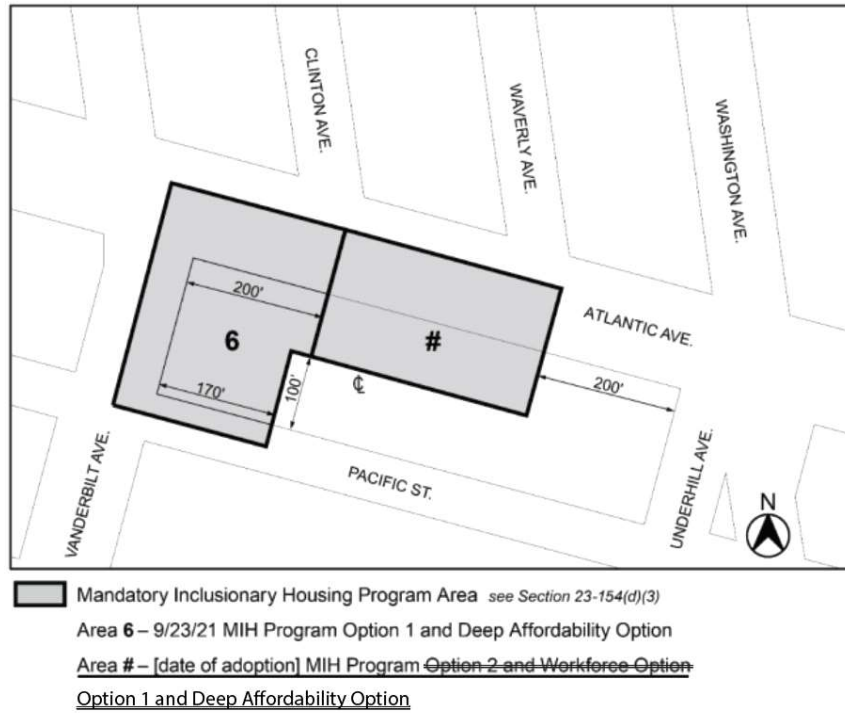 CLINTON AVE.
WAVERLY AVE.
WASHINGTON AVE.
200'
6
#
ATLANTIC AVE.
170'
100'
℄
200'
VANDERBILT AVE.
PACIFIC ST.
UNDERHILL AVE.
N
Mandatory Inclusionary Housing Program Area see Section 23-154(d)(3)
Area 6 – 9/23/21 MIH Program Option 1 and Deep Affordability Option
Area # – [date of adoption] MIH Program Option 2 and Workforce Option
Option 1 and Deep Affordability Option